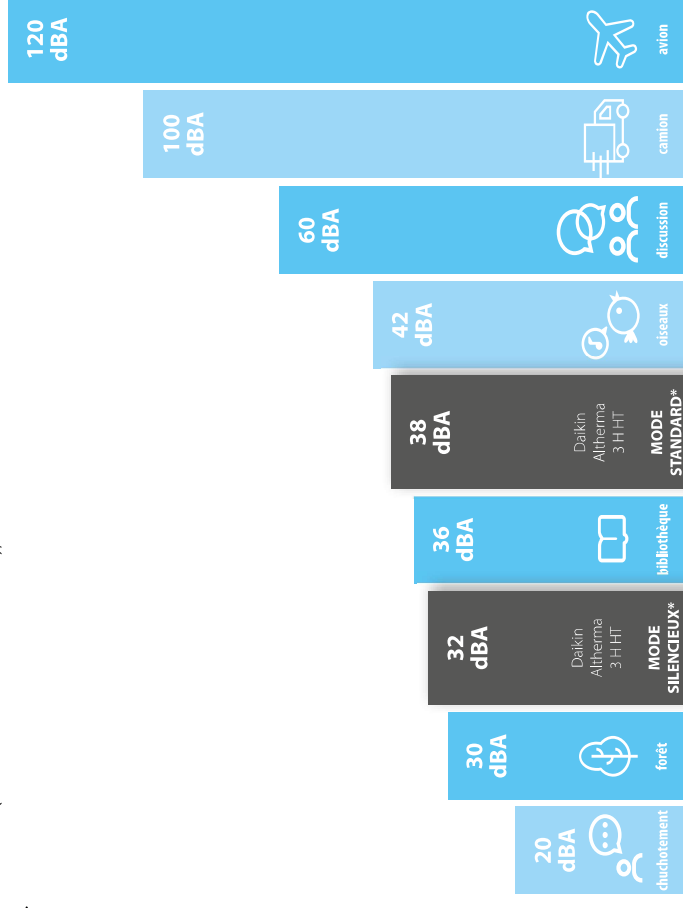 20
dBA
chuchotement
30
dBA
forêt
32
dBA
Daikin
Altherma
3 H HT
MODE
SILENCIEUX*
36
dBA
bibliothèque
38
dBA
Daikin
Altherma
3 H HT
MODE
STANDARD*
42
dBA
oiseaux
60
dBA
discussion
100
dBA
camion
120
dBA
avion